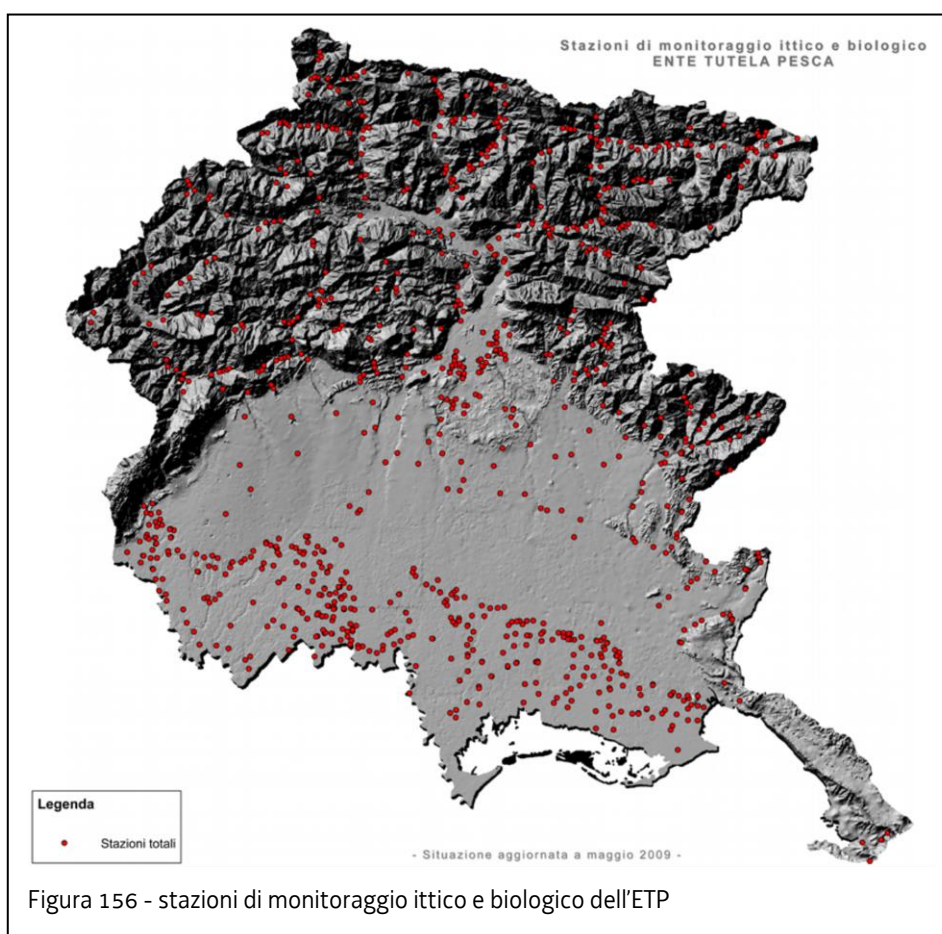 Stazioni di monitoraggio ittico e biologico
ENTE TUTELA PESCA
Legenda
Stazioni totali
- Situazione aggiornata a maggio 2009 -
Figura 156 - stazioni di monitoraggio ittico e biologico dell'ETP